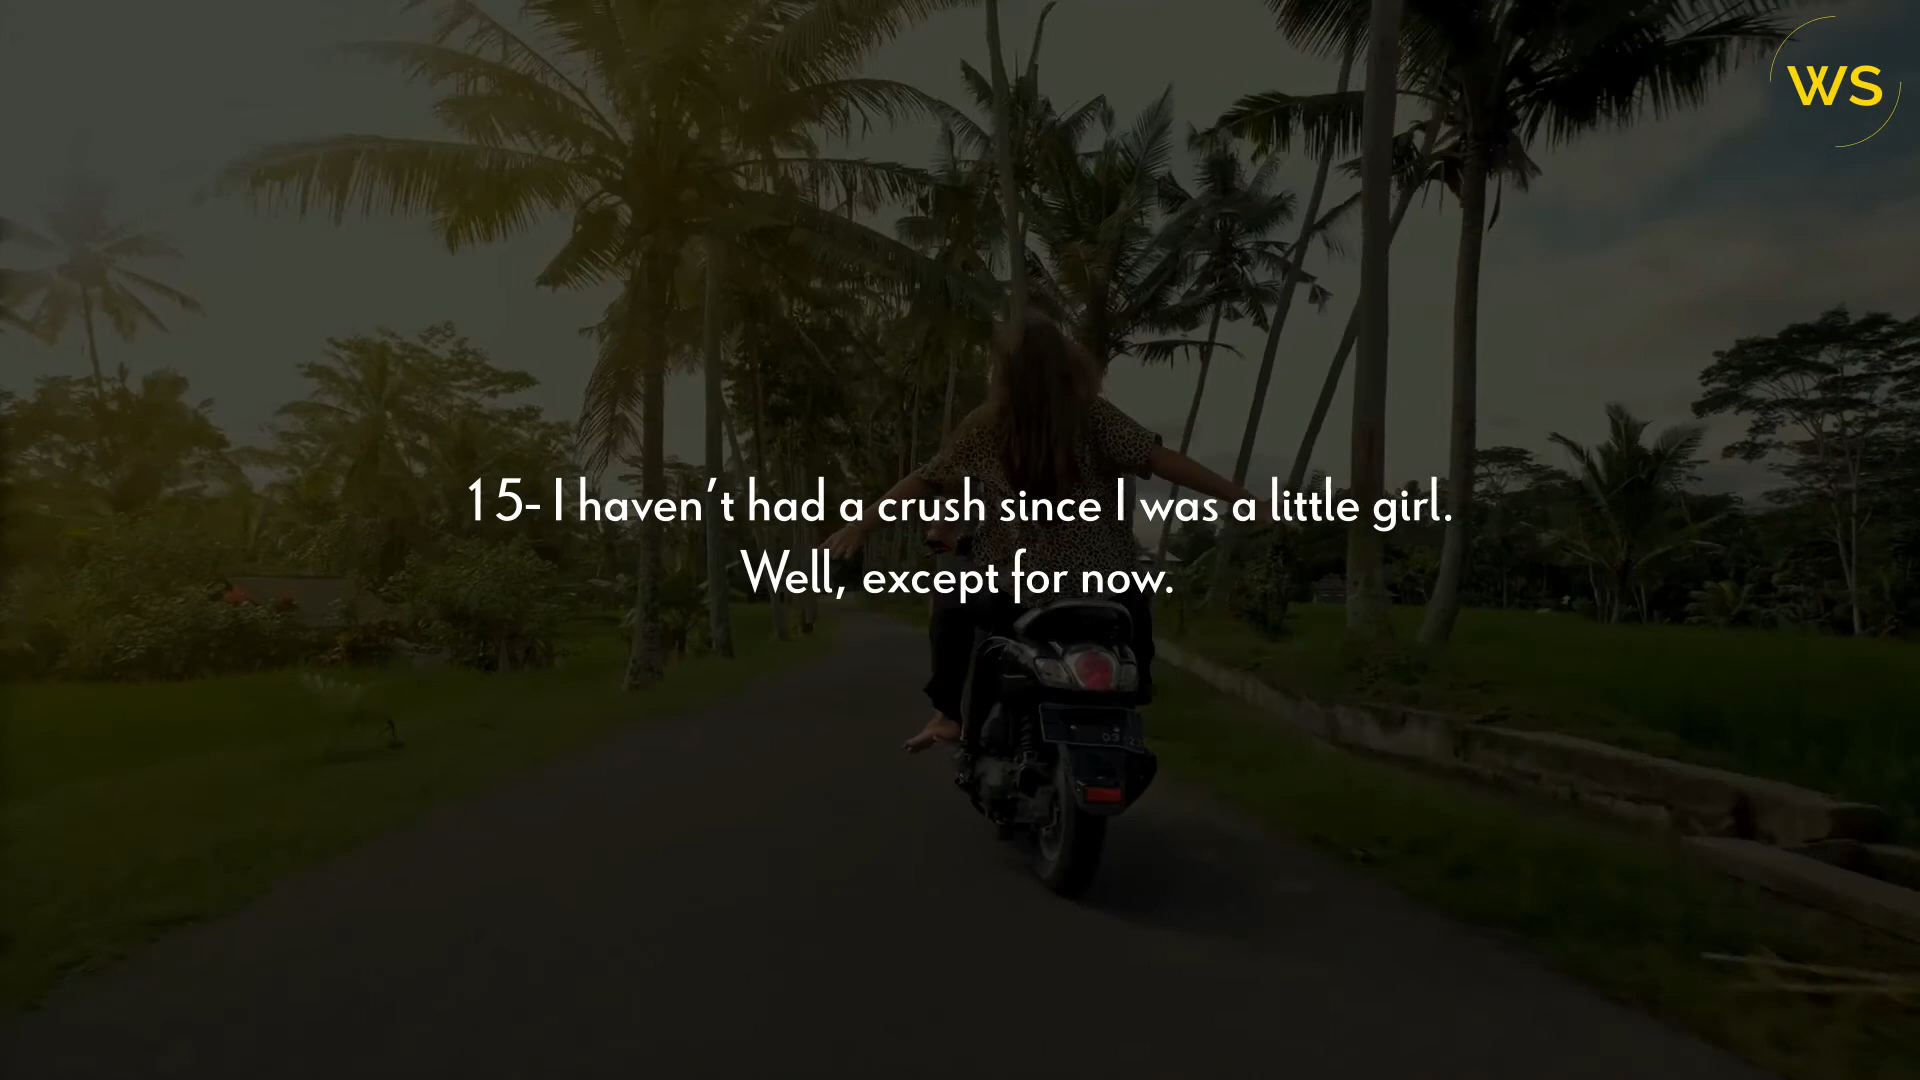 WS
15- I haven't had a crush since I was a little girl.
Well, except for now.